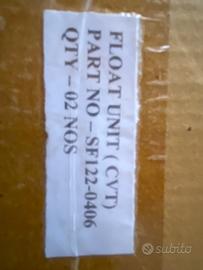 FLOAT UNIT ( CVT)
PART NO – SF122-0406
QTY – 02 NOS
subito